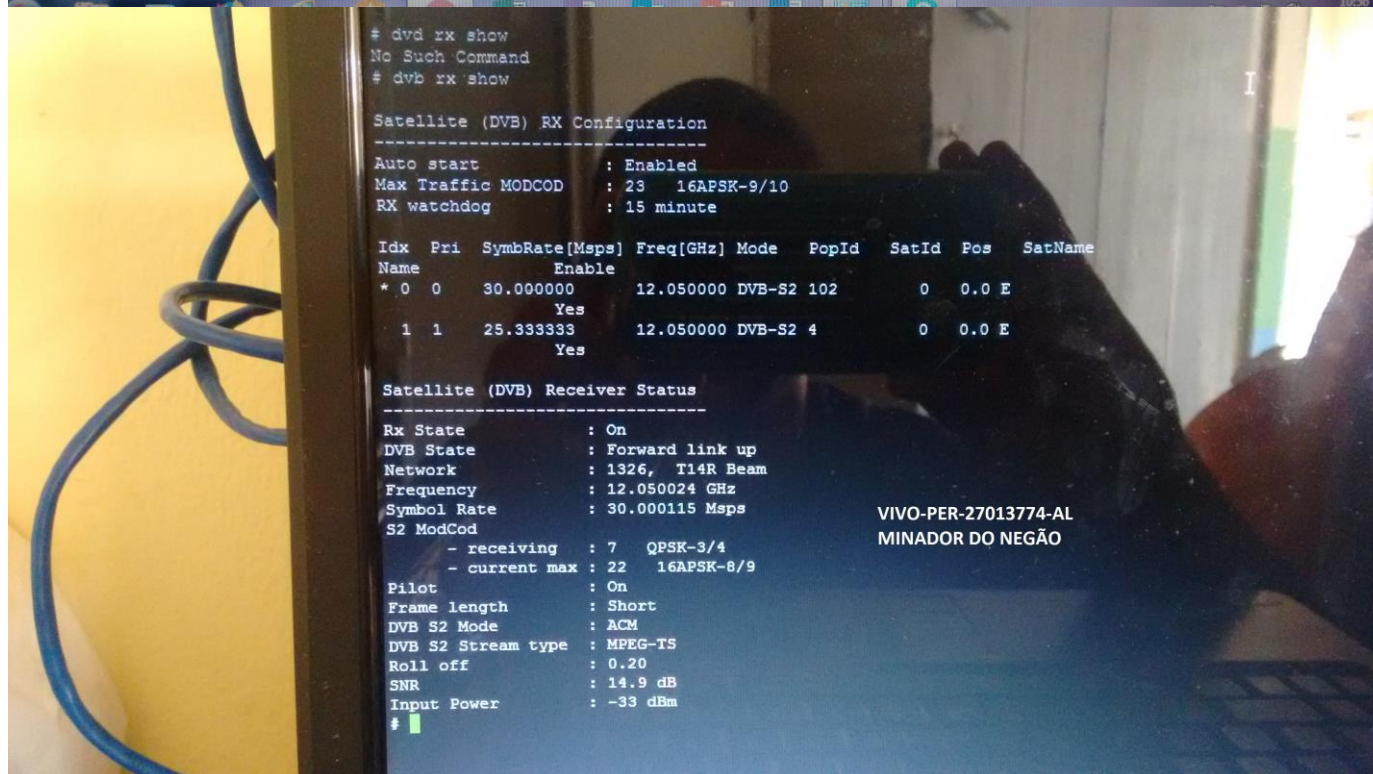 10:56
# dvd rx show
No Such Command
# dvb rx show
Satellite (DVB) RX Configuration
---------------------------------
Auto start : Enabled
Max Traffic MODCOD : 23 16APSK-9/10
RX watchdog : 15 minute
Idx Pri SymbRate[Msps] Freq[GHz] Mode PopId SatId Pos SatName
Name Enable
* 0 0 30.000000 12.050000 DVB-S2 102 0 0.0 E
Yes
1 1 25.333333 12.050000 DVB-S2 4 0 0.0 E
Yes
Satellite (DVB) Receiver Status
--------------------------------
Rx State : On
DVB State : Forward link up
Network : 1326, T14R Beam
Frequency : 12.050024 GHz
Symbol Rate : 30.000115 Msps
S2 ModCod
- receiving : 7 QPSK-3/4
- current max : 22 16APSK-8/9
Pilot : On
Frame length : Short
DVB S2 Mode : ACM
DVB S2 Stream type : MPEG-TS
Roll off : 0.20
SNR : 14.9 dB
Input Power : -33 dBm
#
VIVO-PER-27013774-AL
MINADOR DO NEGÃO